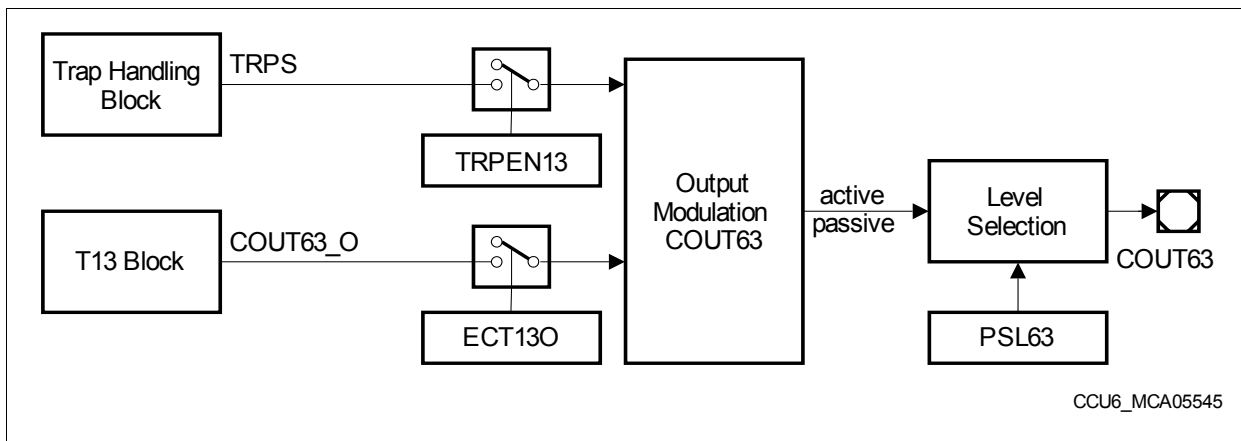 Trap Handling
Block
TRPS
TRPEN13
T13 Block
COUT63_O
ECT13O
Output
Modulation
COUT63
active
passive
Level
Selection
COUT63
PSL63
CCU6_MCA05545